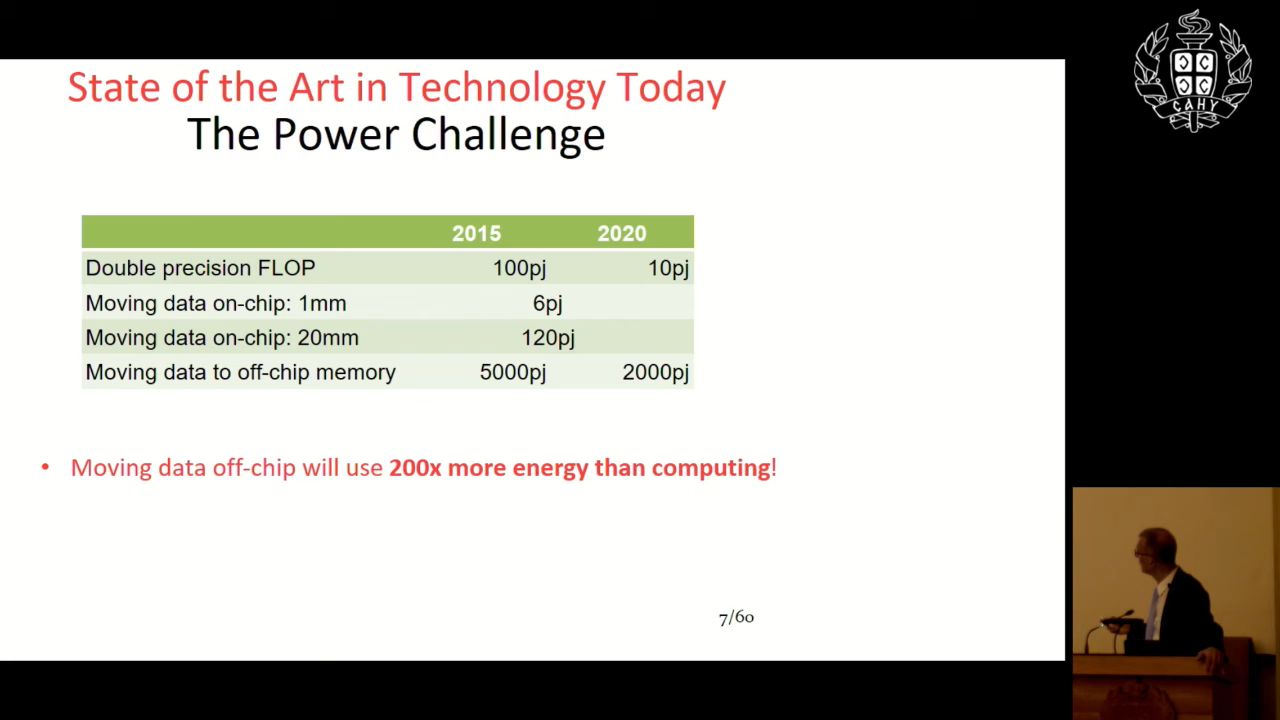 State of the Art in Technology Today
The Power Challenge
2015 2020
Double precision FLOP 100pj 10pj
Moving data on-chip: 1mm 6pj
Moving data on-chip: 20mm 120pj
Moving data to off-chip memory 5000pj 2000pj
• Moving data off-chip will use 200x more energy than computing!
7/60
САНУ